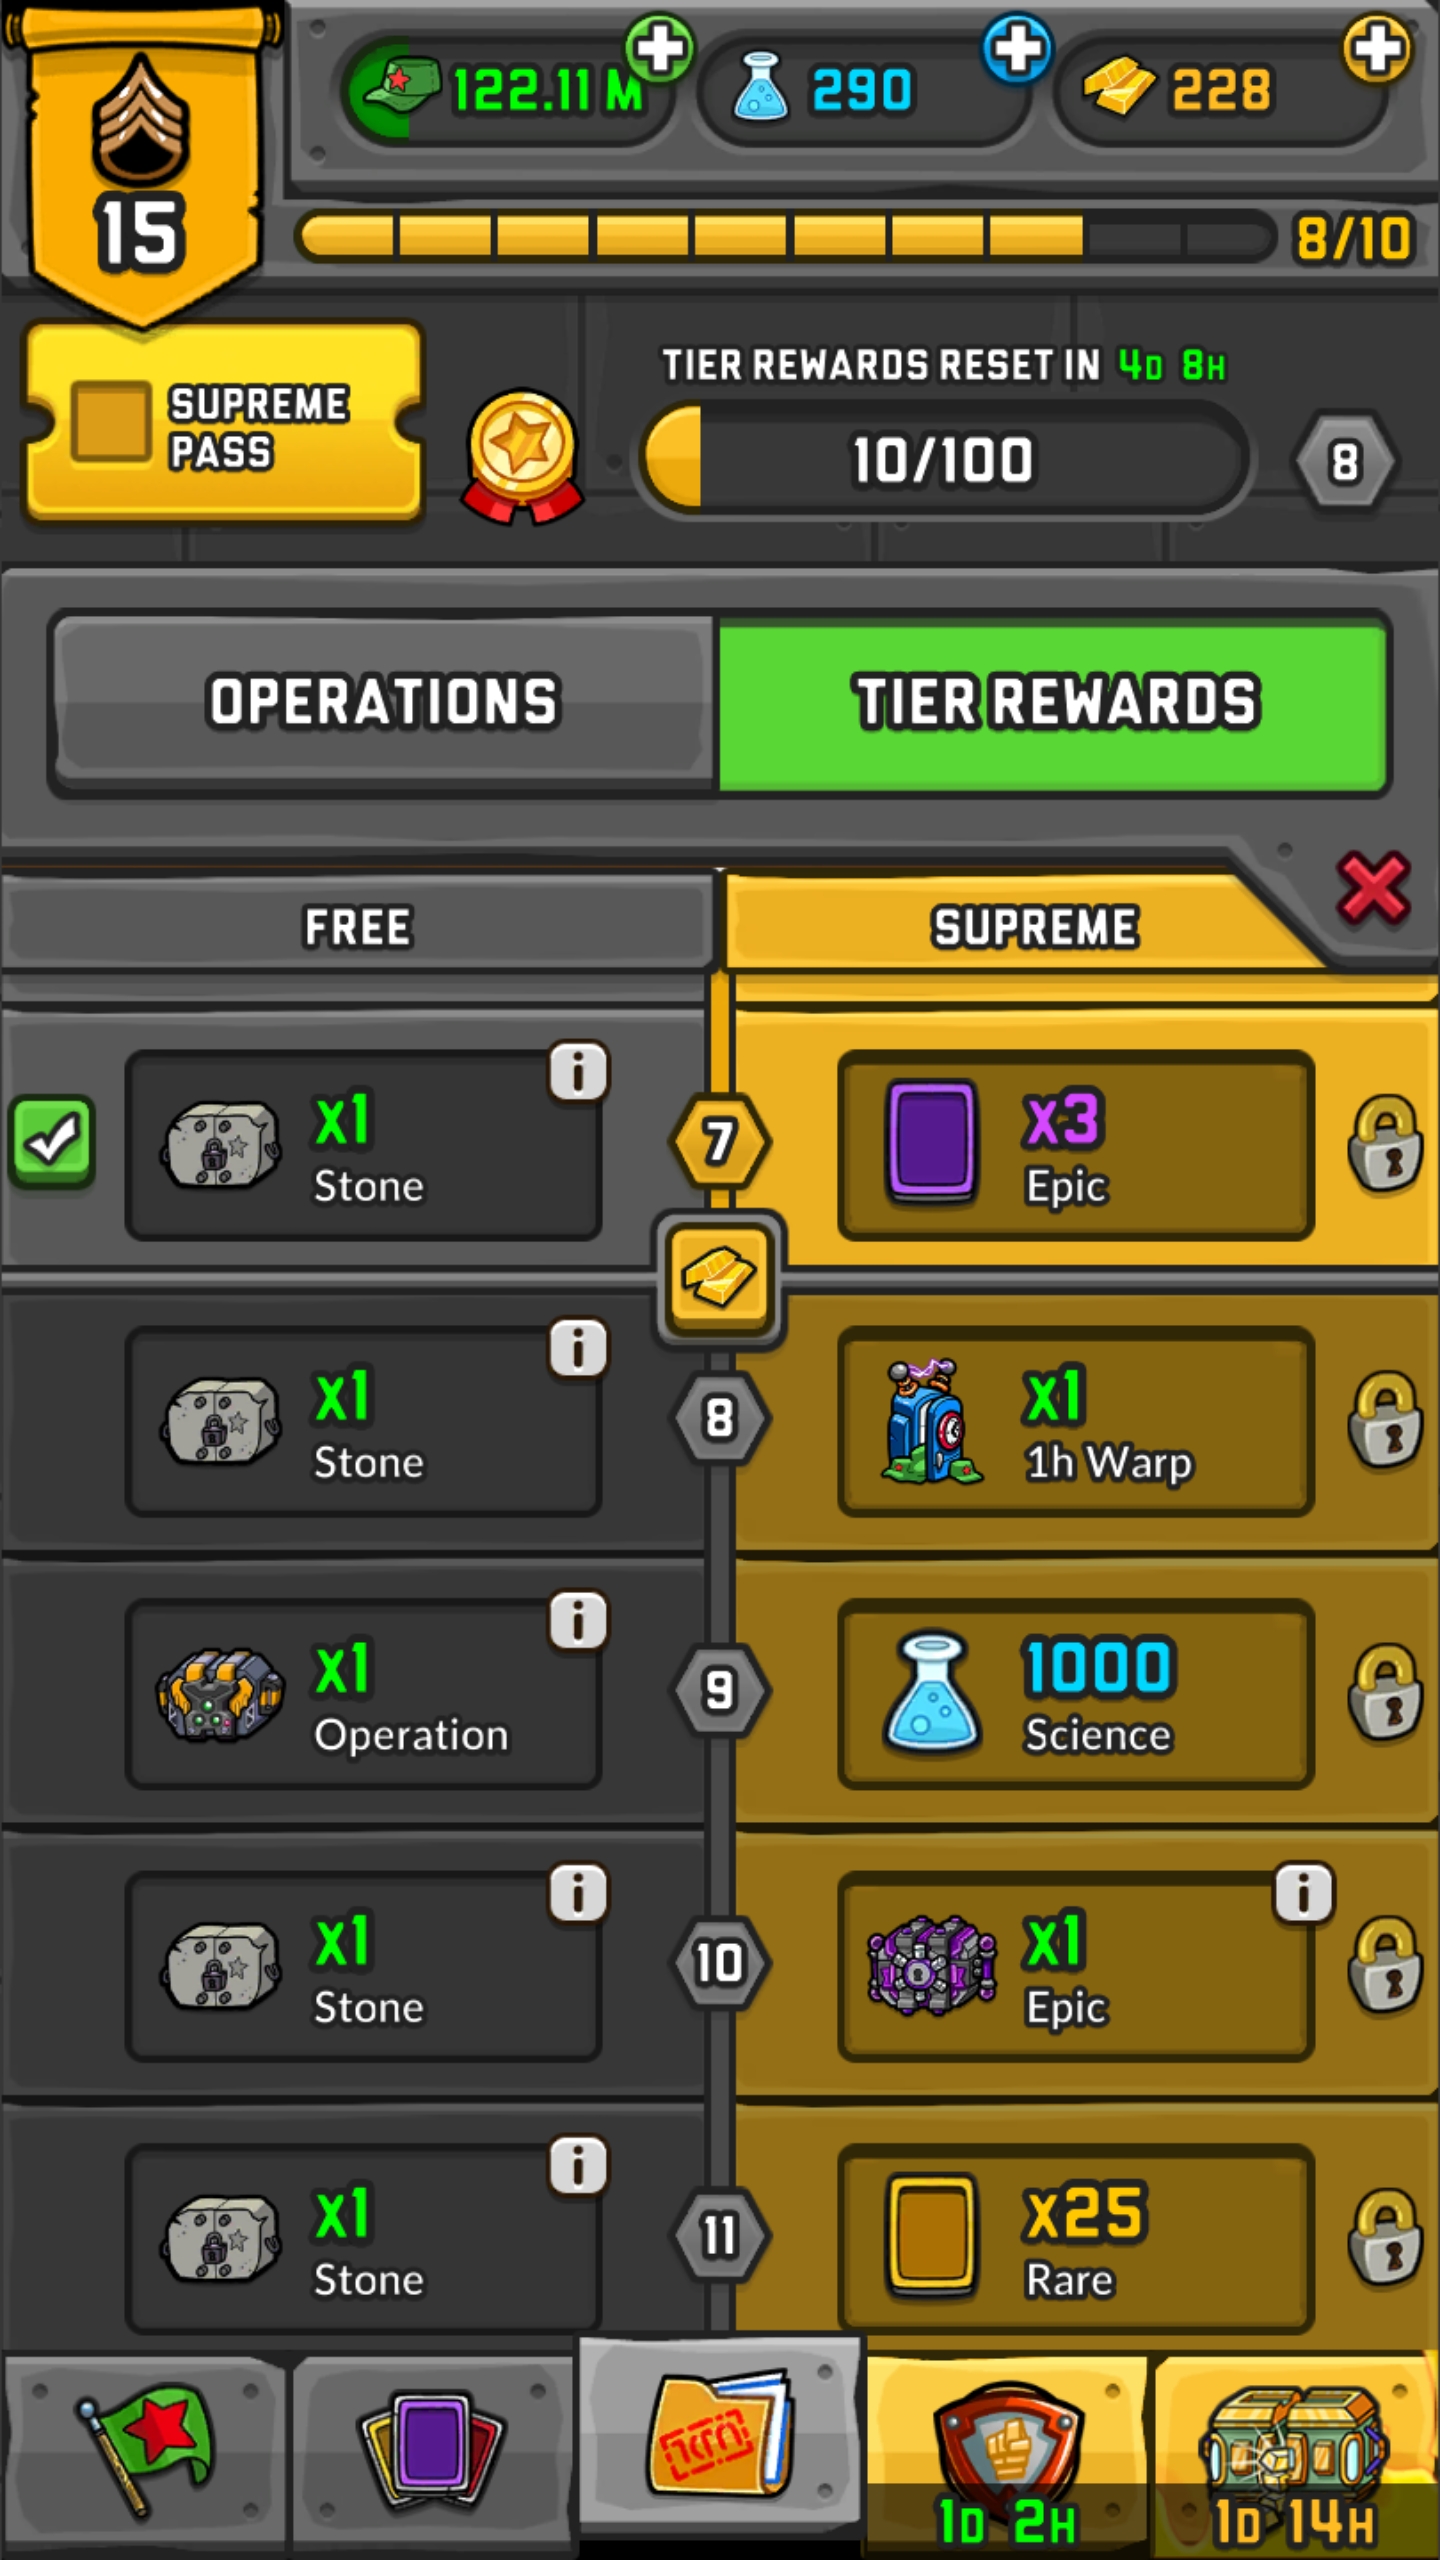 122.11 M
290
228
15
8/10
SUPREME
PASS
TIER REWARDS RESET IN 4D 8H
10/100
8
OPERATIONS
TIER REWARDS
FREE
SUPREME
i
x1
Stone
7
x3
Epic
i
x1
Stone
8
x1
1h Warp
i
x1
Operation
9
1000
Science
i
x1
Stone
10
i
x1
Epic
i
x1
Stone
11
x25
Rare
1D 2H
1D 14H